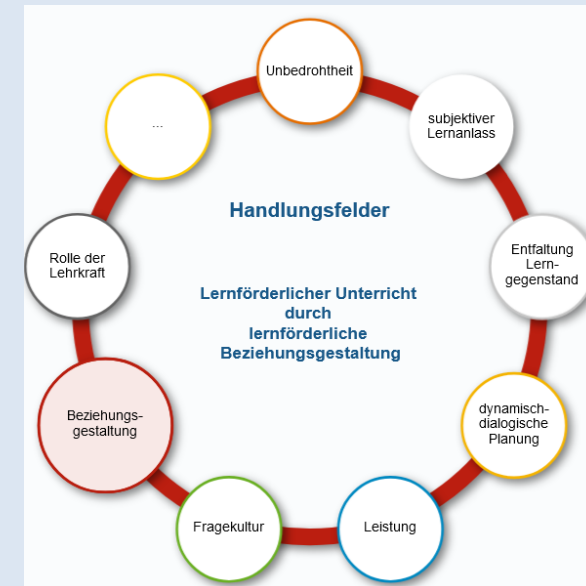 Unbedrohtheit
subjektiver
Lernanlass
Entfaltung
Lern-
gegenstand
dynamisch-
dialogische
Planung
Leistung
Fragekultur
Beziehungs-
gestaltung
Rolle der
Lehrkraft
...
Handlungsfelder
Lernförderlicher Unterricht
durch
lernförderliche
Beziehungsgestaltung